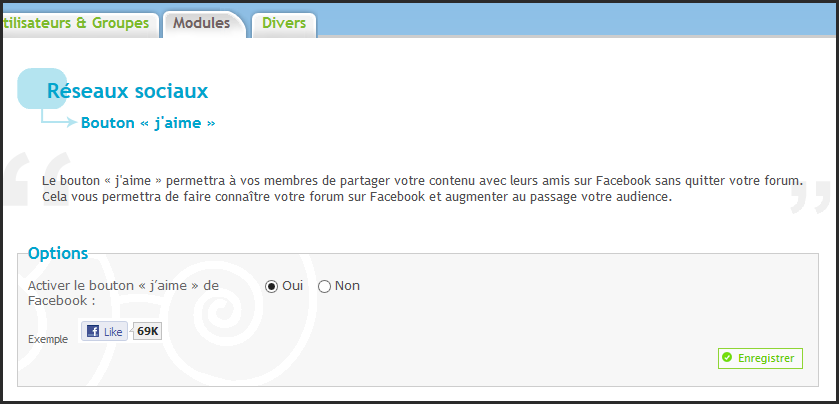 tilisateurs & Groupes Modules Divers
Réseaux sociaux
Bouton « j'aime »
Le bouton « j'aime » permettra à vos membres de partager votre contenu avec leurs amis sur Facebook sans quitter votre forum.
Cela vous permettra de faire connaître votre forum sur Facebook et augmenter au passage votre audience.
Options
Activer le bouton « j’aime » de Oui Non
Facebook :
Exemple Like 69K
Enregistrer